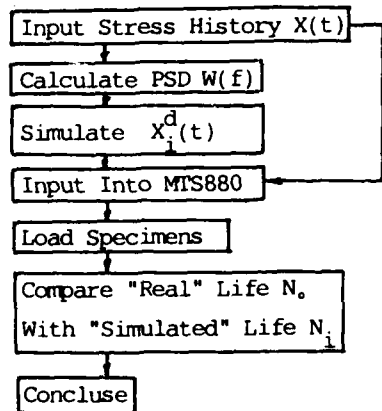 Input Stress History X(t)
Calculate PSD W(f)
Simulate X_i^d(t)
Input Into MTS880
Load Specimens
Compare "Real" Life N₀
With "Simulated" Life N_i
Concluse